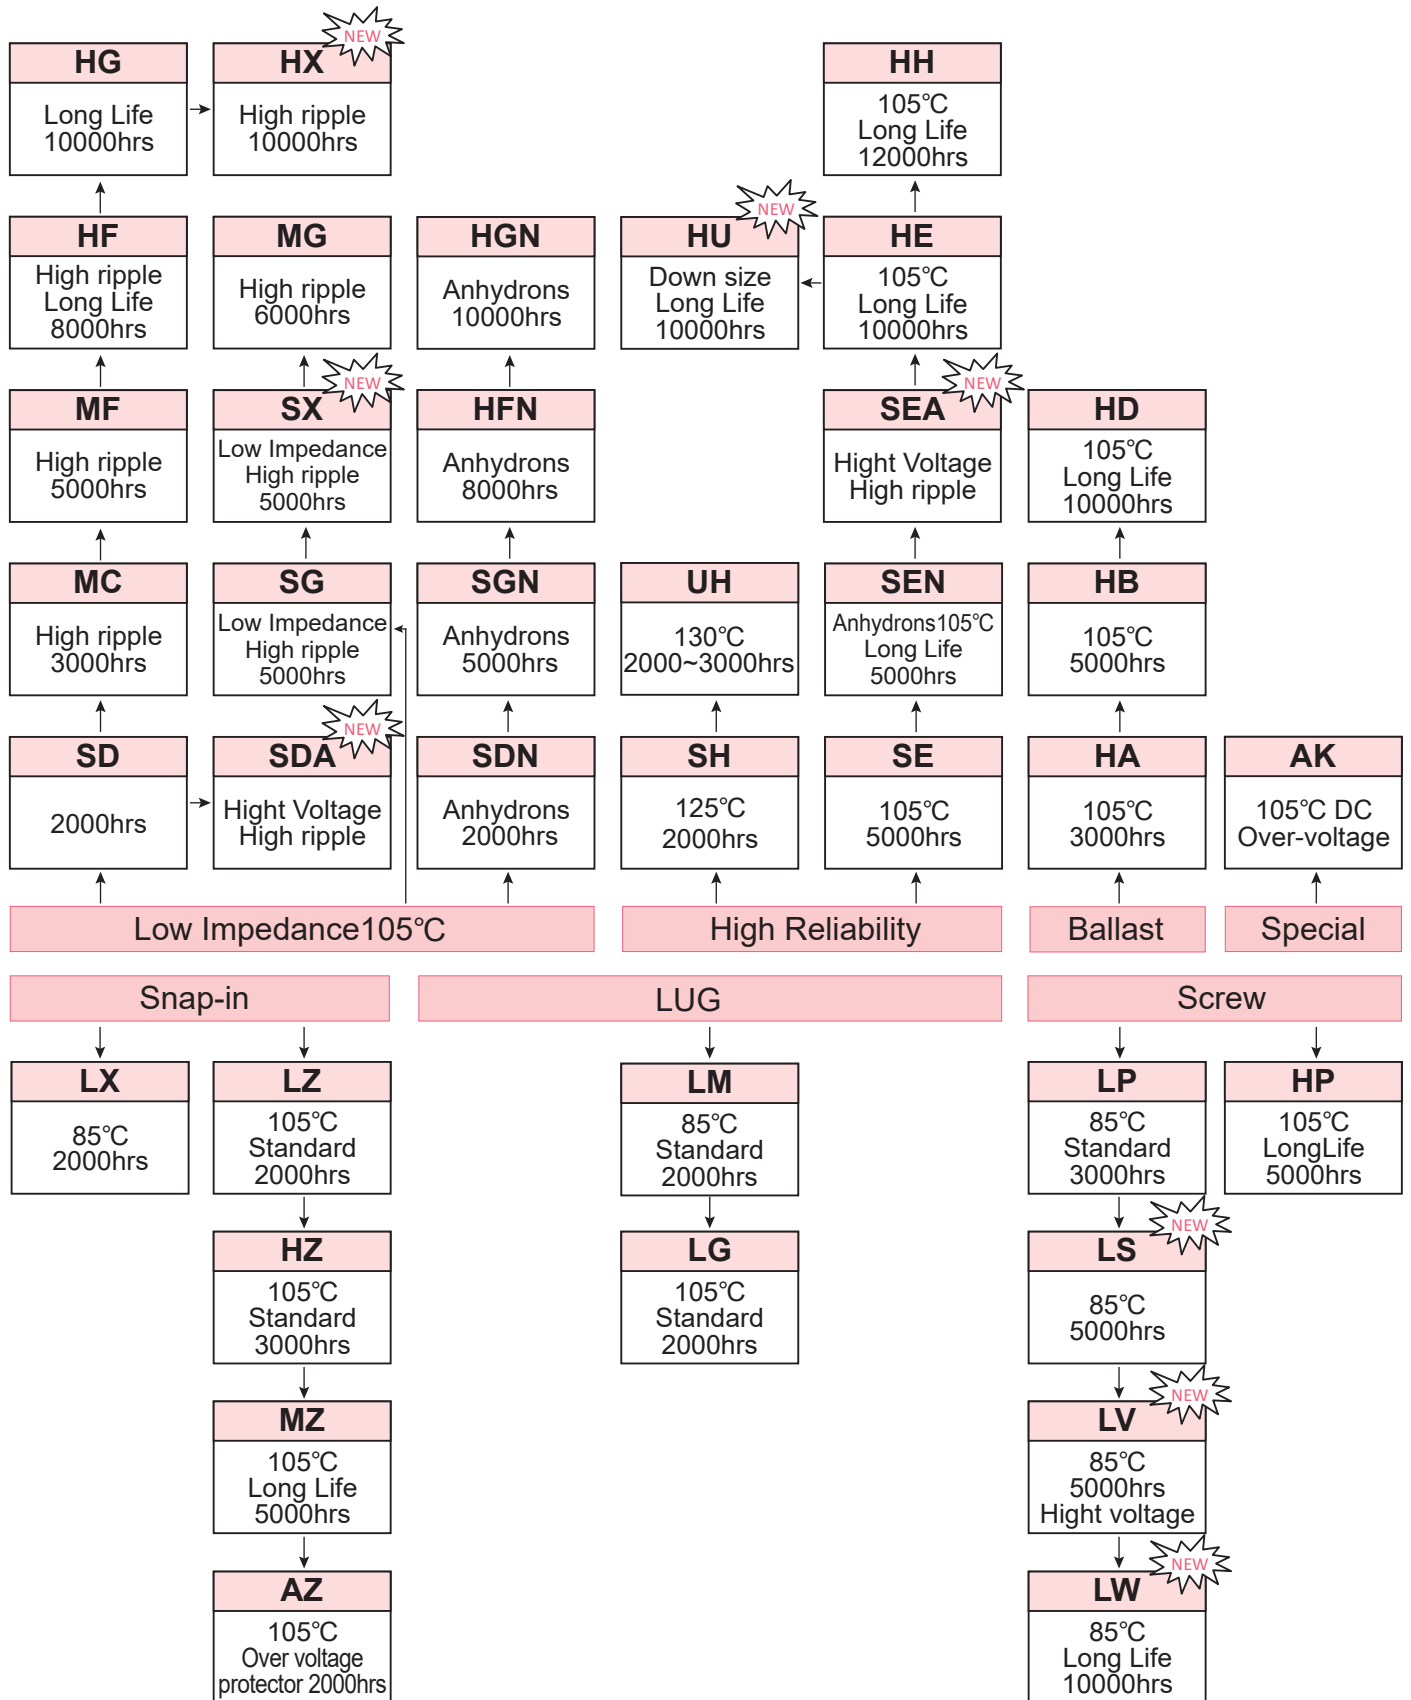 HG
Long Life
10000hrs
HX
NEW
High ripple
10000hrs
HH
105℃
Long Life
12000hrs
HF
High ripple
Long Life
8000hrs
MG
High ripple
6000hrs
HGN
Anhydrons
10000hrs
HU
NEW
Down size
Long Life
10000hrs
HE
105℃
Long Life
10000hrs
MF
High ripple
5000hrs
SX
NEW
Low Impedance
High ripple
5000hrs
HFN
Anhydrons
8000hrs
SEA
NEW
Hight Voltage
High ripple
HD
105℃
Long Life
10000hrs
MC
High ripple
3000hrs
SG
Low Impedance
High ripple
5000hrs
SGN
Anhydrons
5000hrs
UH
130℃
2000~3000hrs
SEN
Anhydrons105℃
Long Life
5000hrs
HB
105℃
5000hrs
SD
2000hrs
SDA
NEW
Hight Voltage
High ripple
SDN
Anhydrons
2000hrs
SH
125℃
2000hrs
SE
105℃
5000hrs
HA
105℃
3000hrs
AK
105℃ DC
Over-voltage
Low Impedance105℃
High Reliability
Ballast
Special
Snap-in
LUG
Screw
LX
85℃
2000hrs
LZ
105℃
Standard
2000hrs
LM
85℃
Standard
2000hrs
LP
85℃
Standard
3000hrs
HP
105℃
LongLife
5000hrs
HZ
105℃
Standard
3000hrs
LG
105℃
Standard
2000hrs
LS
NEW
85℃
5000hrs
MZ
105℃
Long Life
5000hrs
LV
NEW
85℃
5000hrs
Hight voltage
AZ
105℃
Over voltage
protector 2000hrs
LW
NEW
85℃
Long Life
10000hrs